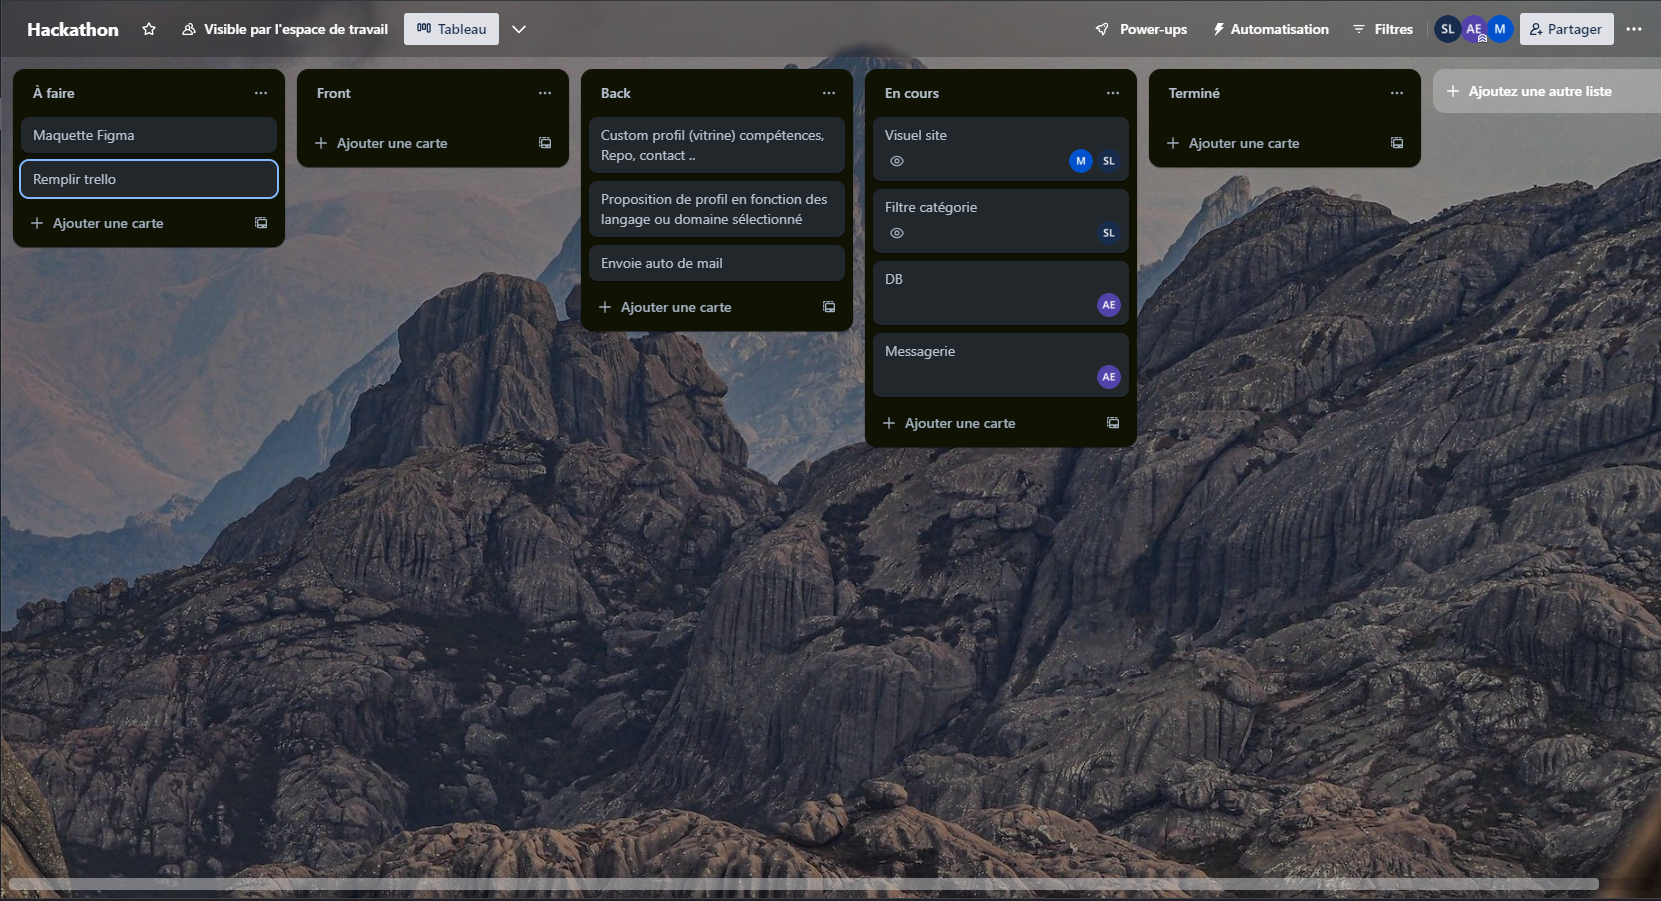 Hackathon
Visible par l'espace de travail
Tableau
Power-ups
Automatisation
Filtres
SL
AE
M
Partager
À faire
Maquette Figma
Remplir trello
Ajouter une carte
Front
Ajouter une carte
Back
Custom profil (vitrine) compétences,
Repo, contact ..
Proposition de profil en fonction des
langage ou domaine sélectionné
Envoie auto de mail
Ajouter une carte
En cours
Visuel site
M
SL
Filtre catégorie
SL
DB
AE
Messagerie
AE
Ajouter une carte
Terminé
Ajouter une carte
Ajoutez une autre liste